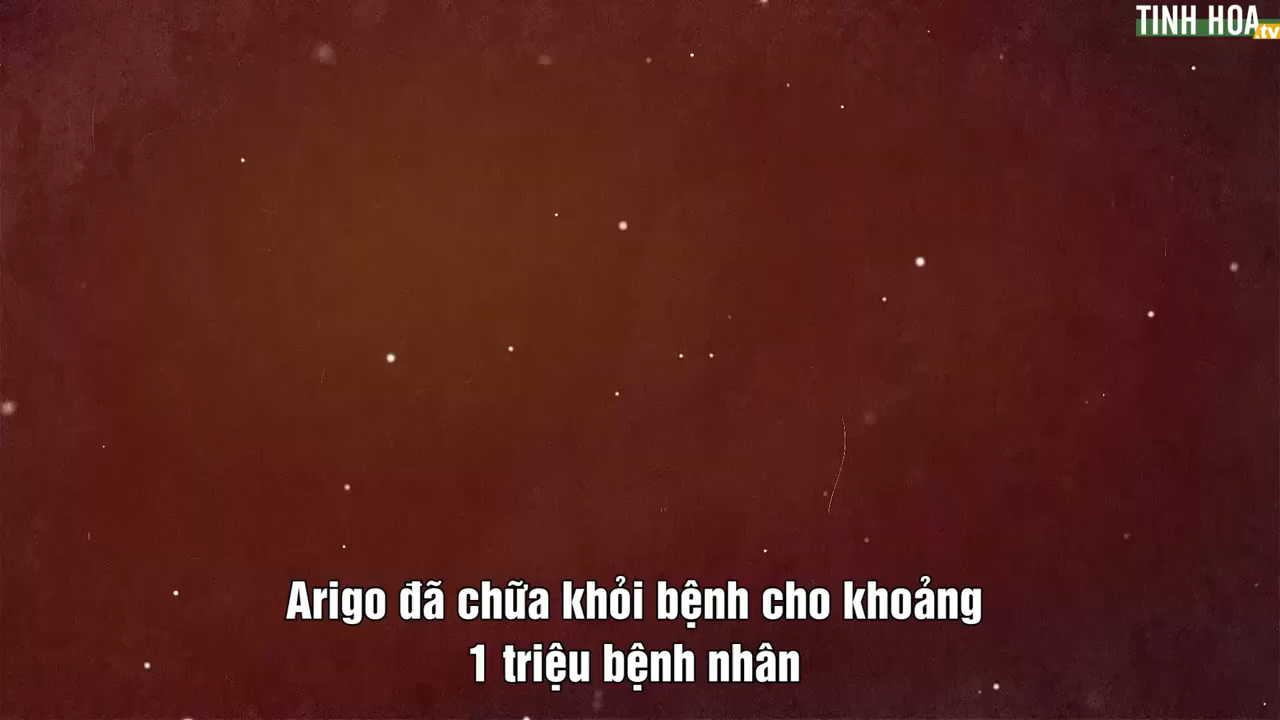 TINH HOA.tv
Arigo đã chữa khỏi bệnh cho khoảng
1 triệu bệnh nhân